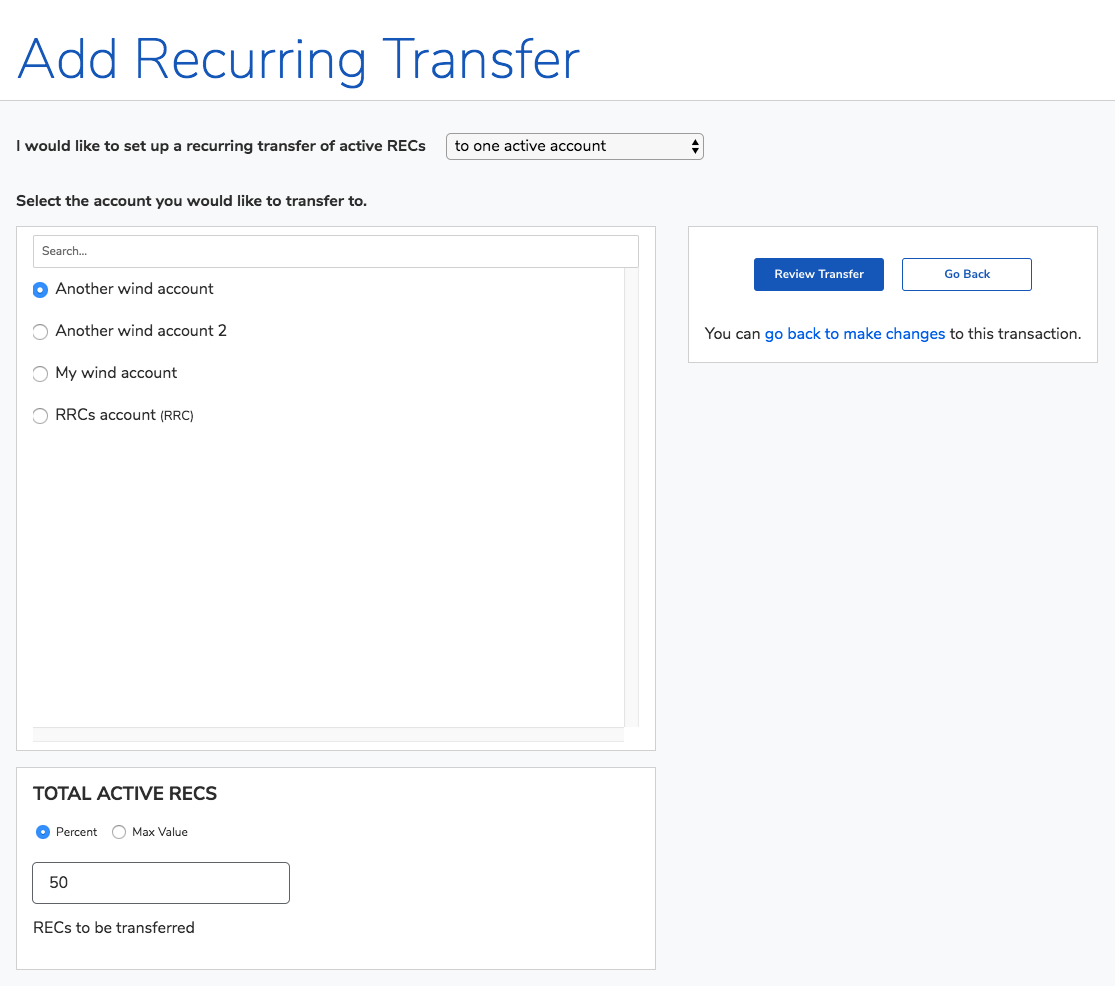 Add Recurring Transfer
I would like to set up a recurring transfer of active RECs to one active account
Select the account you would like to transfer to.
Search...
Another wind account
Another wind account 2
My wind account
RRCs account (RRC)
Review Transfer Go Back
You can go back to make changes to this transaction.
TOTAL ACTIVE RECS
Percent Max Value
50
RECs to be transferred